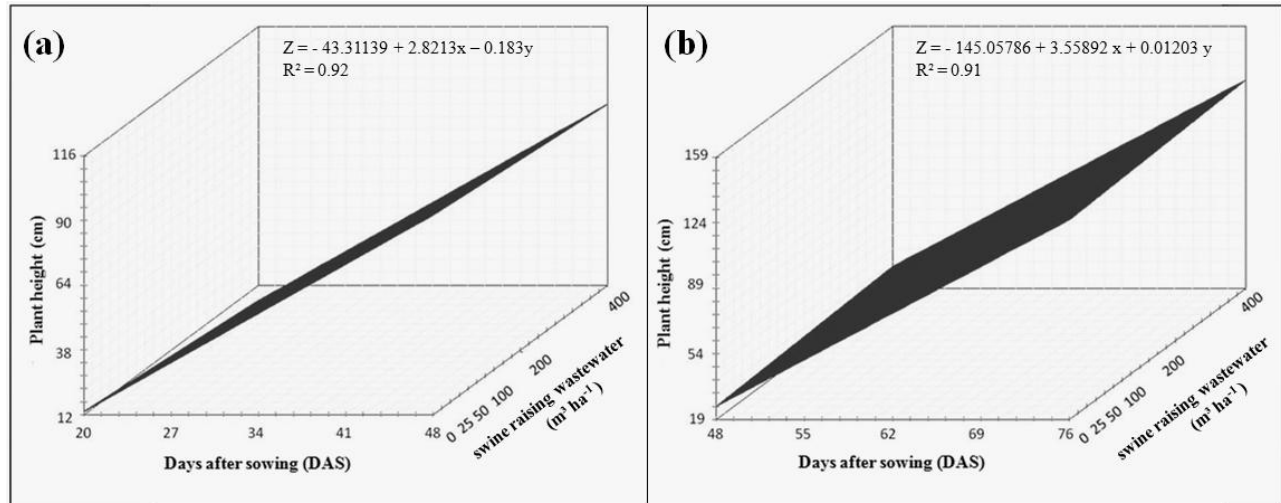 (a)
Z = - 43.31139 + 2.8213x – 0.183y
R² = 0.92
116
90
64
38
12
Plant height (cm)
20 27 34 41 48
Days after sowing (DAS)
0 25 50 100 200 400
swine raising wastewater
(m³ ha⁻¹)
(b)
Z = - 145.05786 + 3.55892 x + 0.01203 y
R² = 0.91
159
124
89
54
19
Plant height (cm)
48 55 62 69 76
Days after sowing (DAS)
0 25 50 100 200 400
swine raising wastewater
(m³ ha⁻¹)